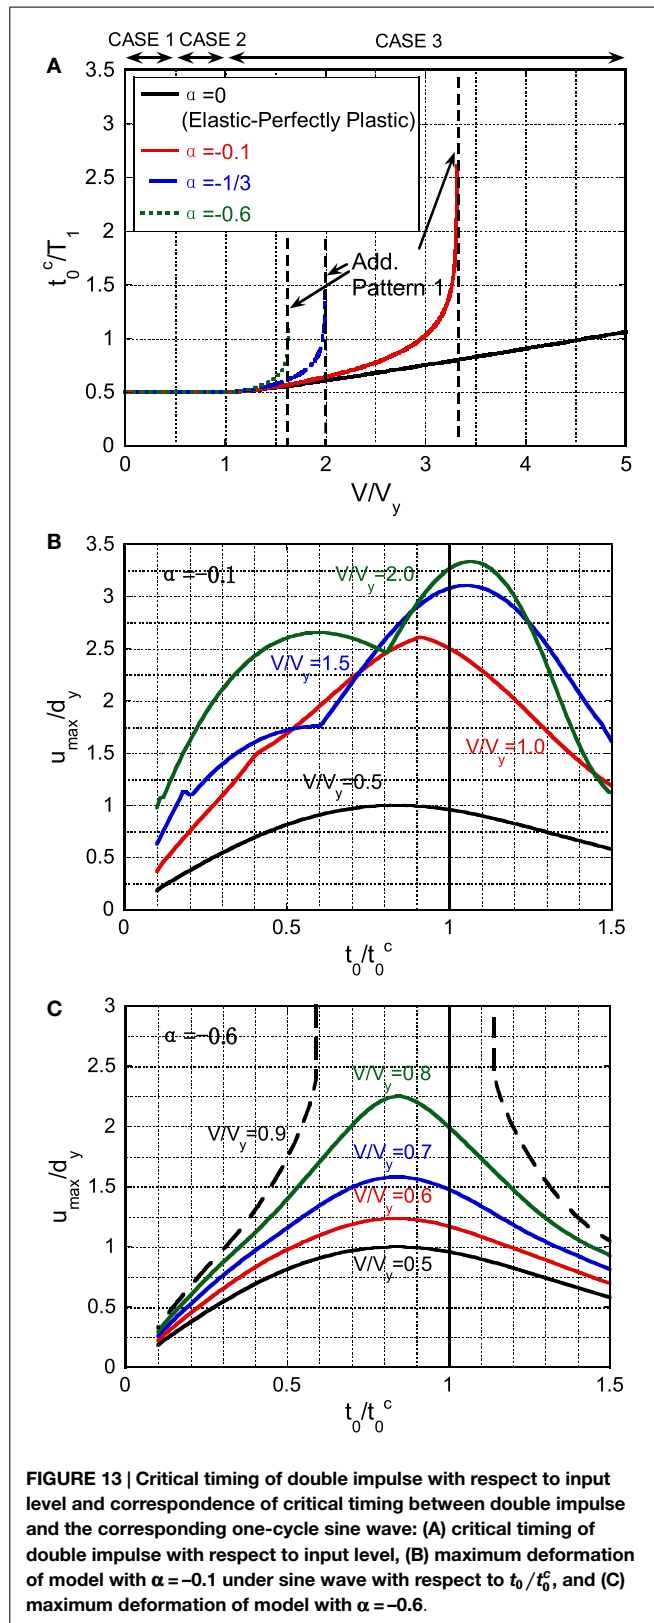 CASE 1 CASE 2 CASE 3
A
3.5
3
2.5
2
1.5
1
0.5
0
t₀ᶜ/T₁
α=0
(Elastic-Perfectly Plastic)
α=-0.1
α=-1/3
α=-0.6
Add.
Pattern 1
0 1 2 3 4 5
V/Vy
B
3.5
3
2.5
2
1.5
1
0.5
0
u_max/d_y
α=-0.1
V/Vy=2.0
V/Vy=1.5
V/Vy=1.0
V/Vy=0.5
0 0.5 1 1.5
t₀/t₀ᶜ
C
3
2.5
2
1.5
1
0.5
0
u_max/d_y
α=-0.6
V/Vy=0.8
V/Vy=0.9
V/Vy=0.7
V/Vy=0.6
V/Vy=0.5
0 0.5 1 1.5
t₀/t₀ᶜ
FIGURE 13 | Critical timing of double impulse with respect to input
level and correspondence of critical timing between double impulse
and the corresponding one-cycle sine wave: (A) critical timing of
double impulse with respect to input level, (B) maximum deformation
of model with α = –0.1 under sine wave with respect to t₀/t₀ᶜ, and (C)
maximum deformation of model with α = –0.6.